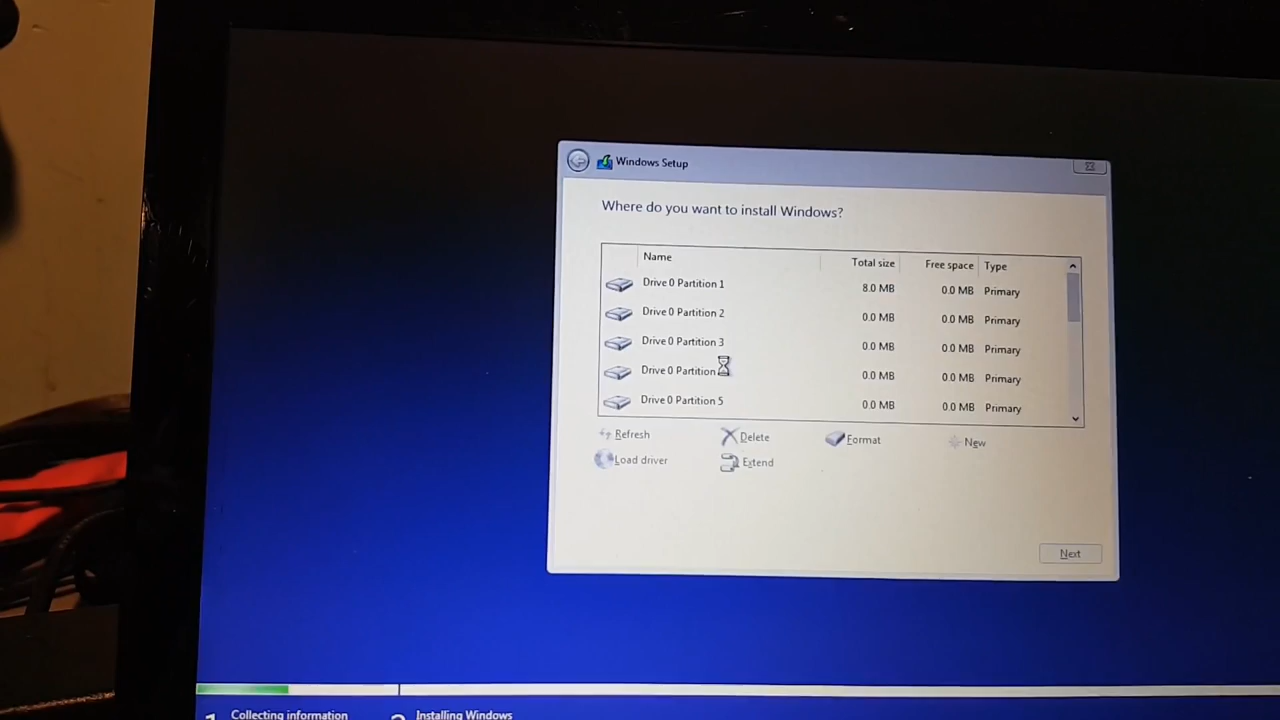 Windows Setup
Where do you want to install Windows?
Name Total size Free space Type
Drive 0 Partition 1 8.0 MB 0.0 MB Primary
Drive 0 Partition 2 0.0 MB 0.0 MB Primary
Drive 0 Partition 3 0.0 MB 0.0 MB Primary
Drive 0 Partition 0.0 MB 0.0 MB Primary
Drive 0 Partition 5 0.0 MB 0.0 MB Primary
Refresh Delete Format New
Load driver Extend
Next
1 Collecting information 2 Installing Windows